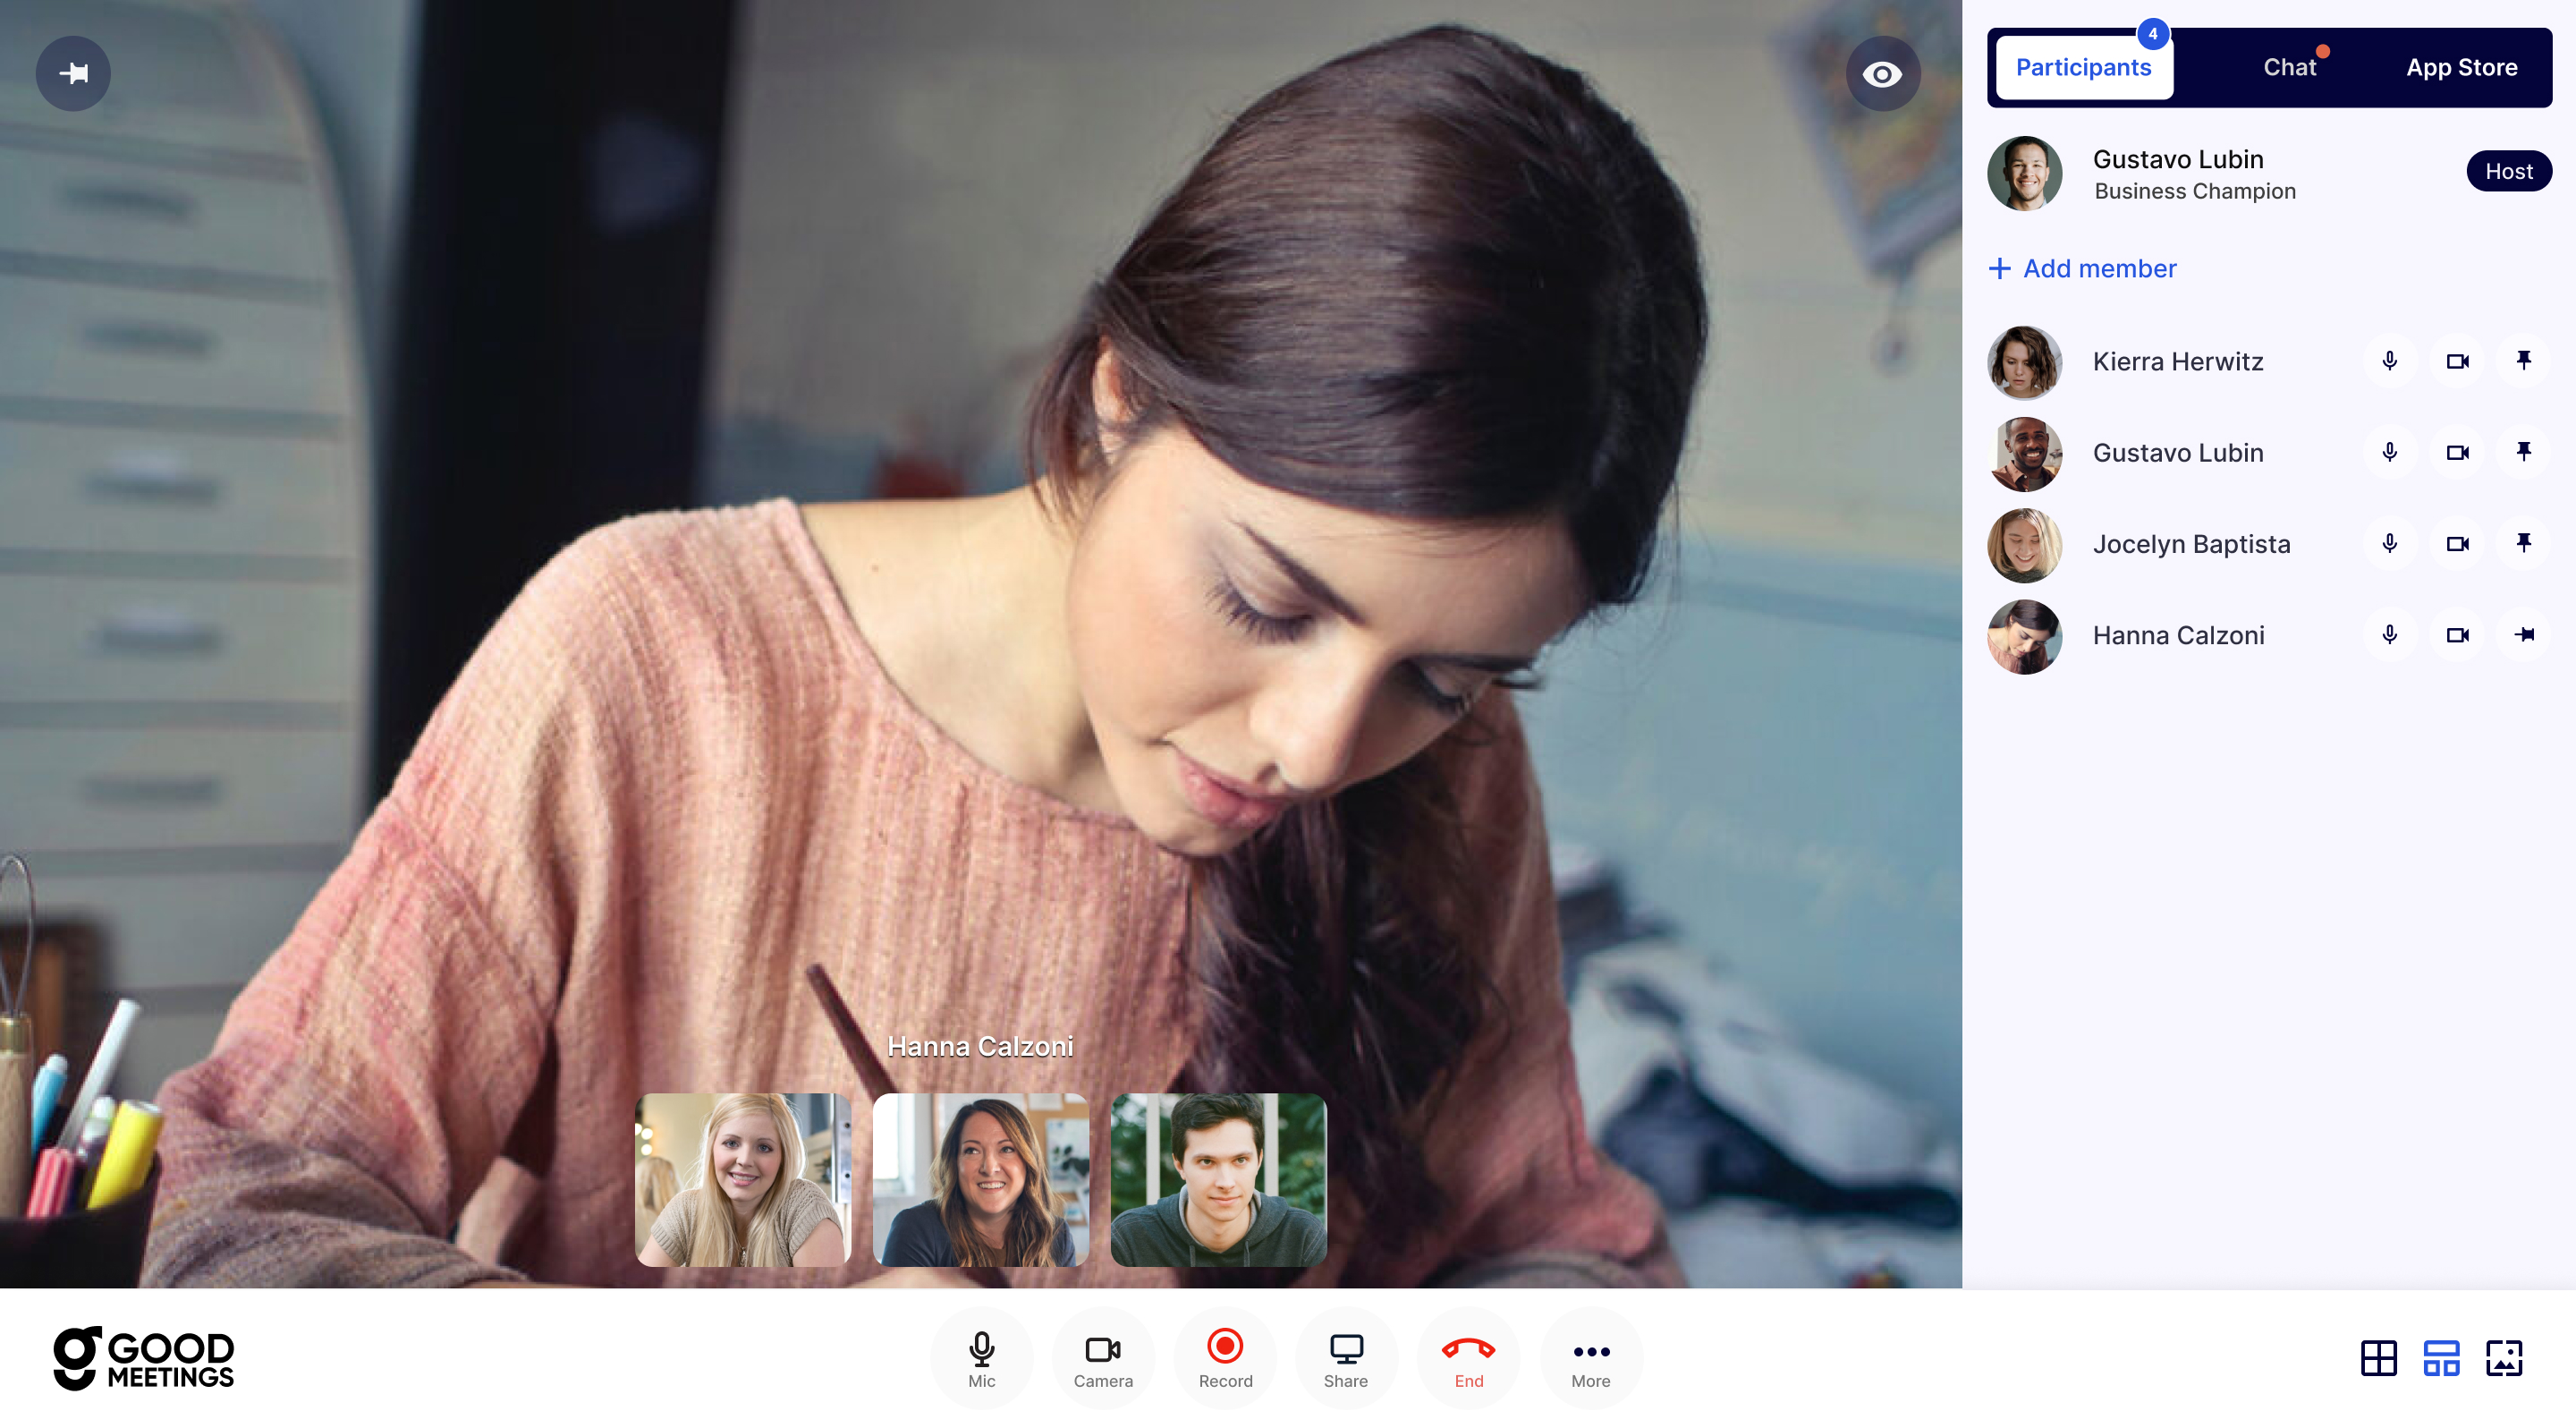 4
Participants
Chat
App Store
Gustavo Lubin
Business Champion
Host
Add member
Kierra Herwitz
Gustavo Lubin
Jocelyn Baptista
Hanna Calzoni
Hanna Calzoni
GOOD
MEETINGS
Mic
Camera
Record
Share
End
More